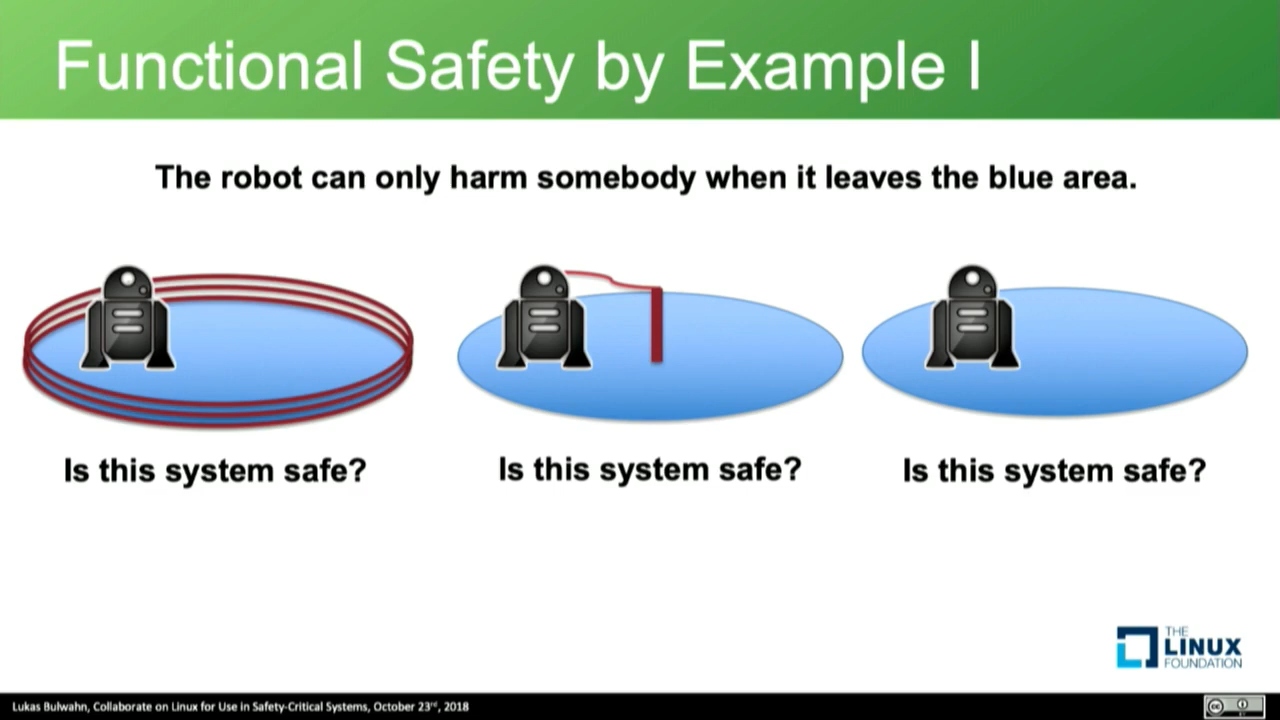 Functional Safety by Example I
The robot can only harm somebody when it leaves the blue area.
Is this system safe?
Is this system safe?
Is this system safe?
THE
LINUX
FOUNDATION
Lukas Bulwahn, Collaborate on Linux for Use in Safety-Critical Systems, October 23rd, 2018